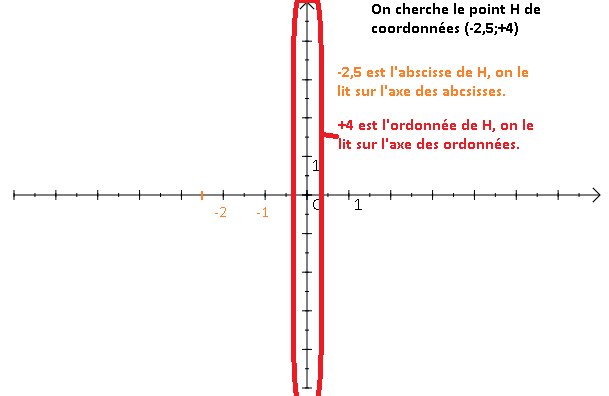 On cherche le point H de
coordonnées (-2,5;+4)
-2,5 est l'abscisse de H, on le
lit sur l'axe des abcsisses.
+4 est l'ordonnée de H, on le
lit sur l'axe des ordonnées.
1
-2 -1 O 1